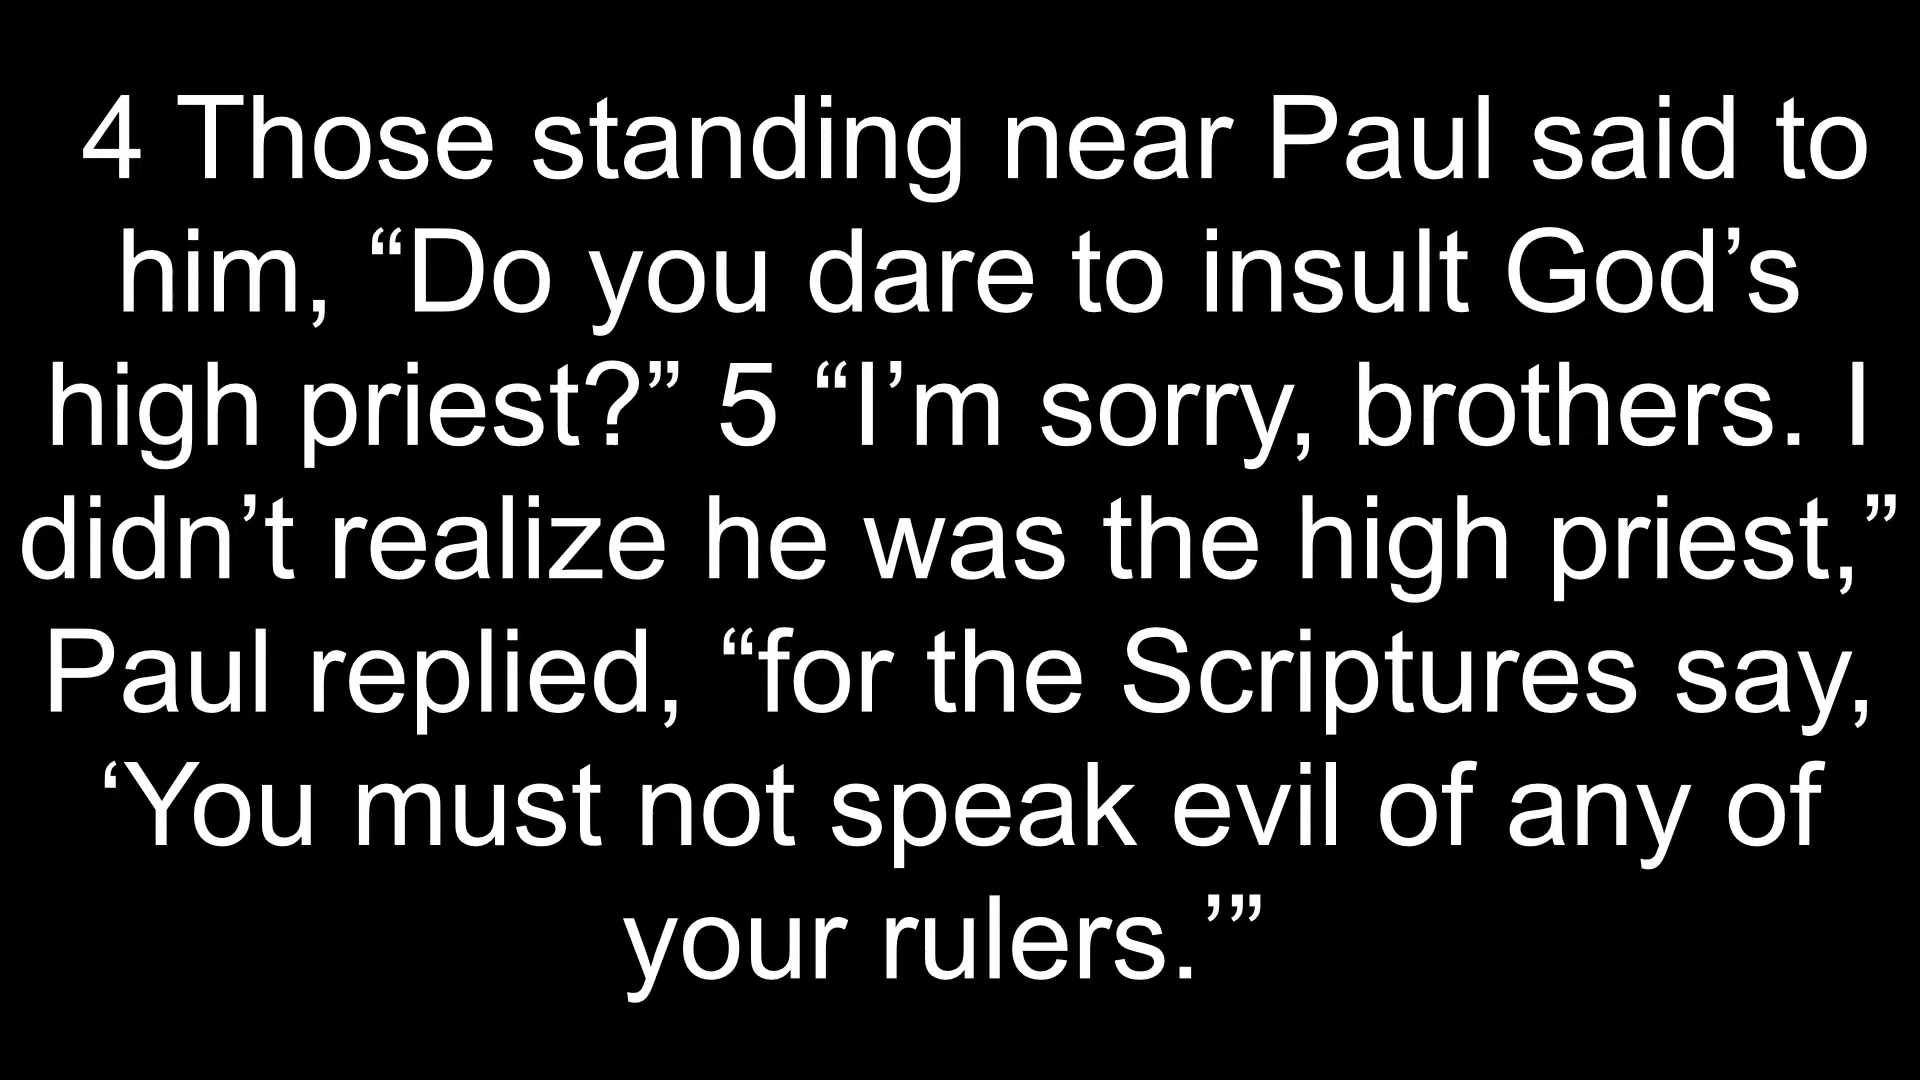 4 Those standing near Paul said to
him, “Do you dare to insult God’s
high priest?” 5 “I’m sorry, brothers. I
didn’t realize he was the high priest,”
Paul replied, “for the Scriptures say,
‘You must not speak evil of any of
your rulers.’”